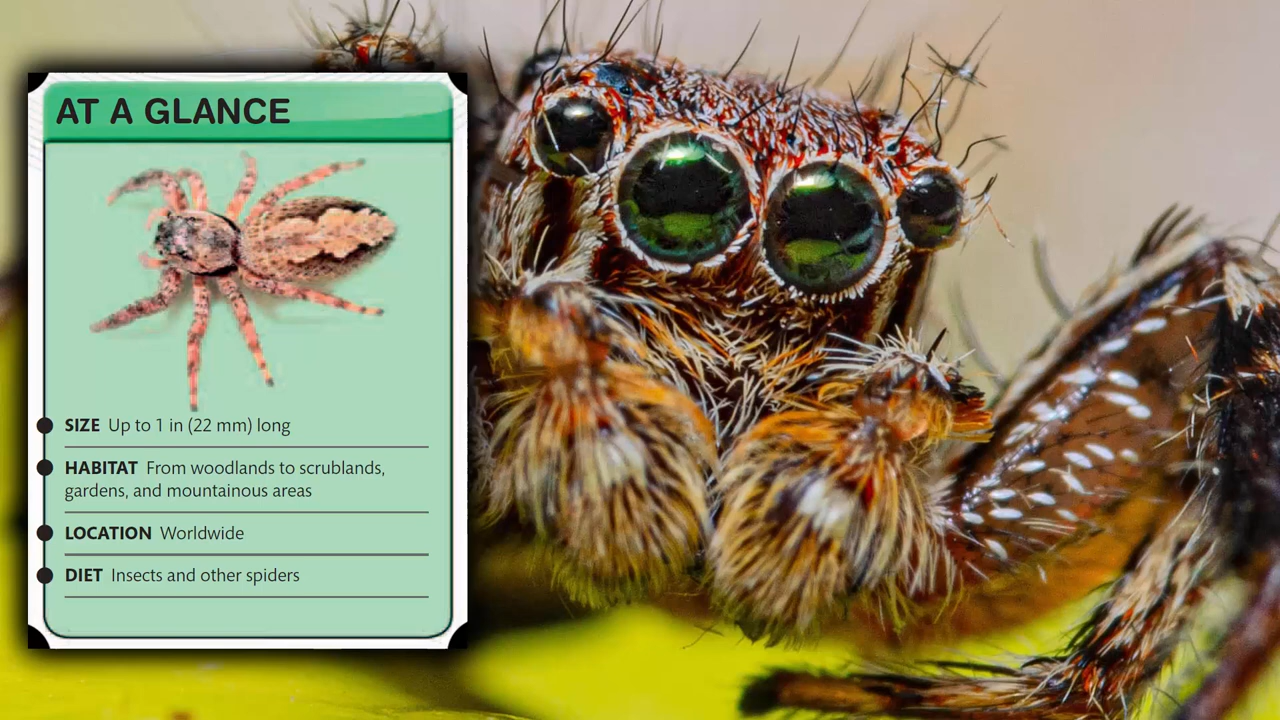 AT A GLANCE
SIZE Up to 1 in (22 mm) long
HABITAT From woodlands to scrublands,
gardens, and mountainous areas
LOCATION Worldwide
DIET Insects and other spiders